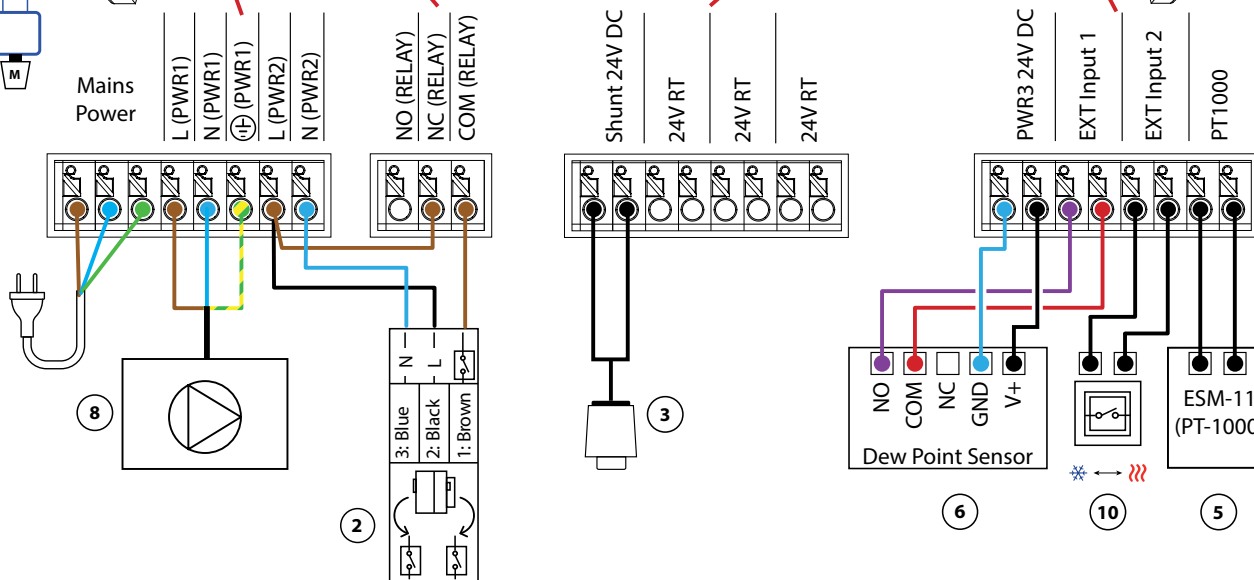 M
Mains
Power
L (PWR1)
N (PWR1)
(PWR1)
L (PWR2)
N (PWR2)
NO (RELAY)
NC (RELAY)
COM (RELAY)
Shunt 24V DC
24V RT
24V RT
24V RT
PWR3 24V DC
EXT Input 1
EXT Input 2
PT1000
8
N
L
3: Blue
2: Black
1: Brown
2
3
NO
COM
NC
GND
V+
Dew Point Sensor
6
10
ESM-11
(PT-1000
5